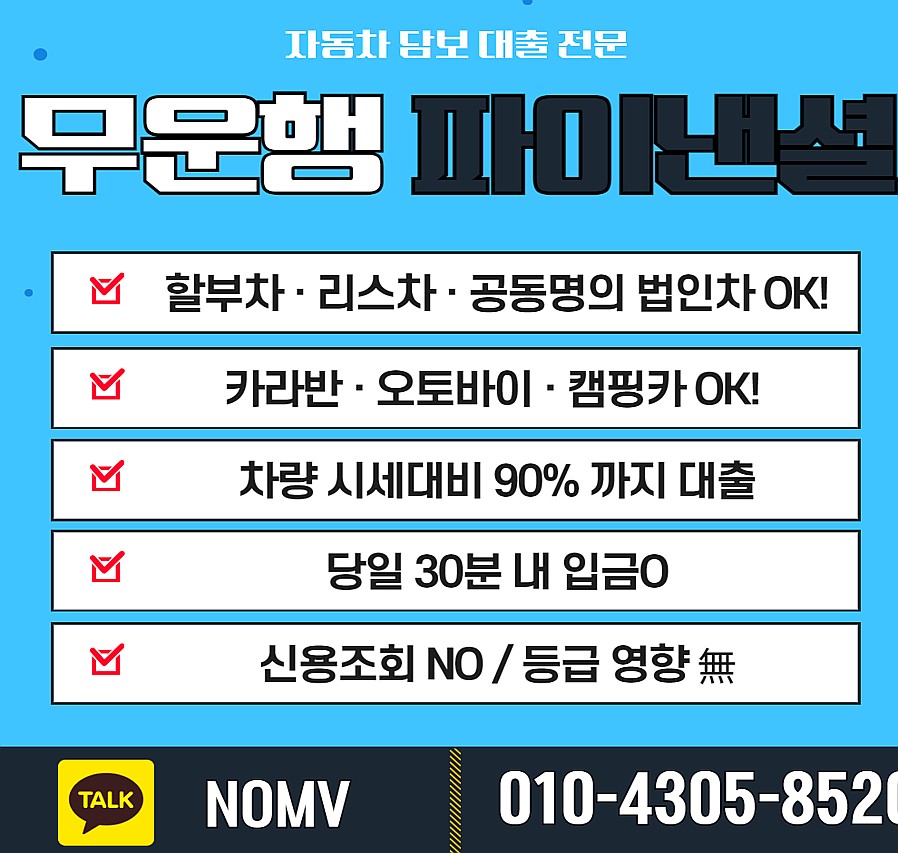 자동차 담보 대출 전문
무운행 파이낸셜
할부차 · 리스차 · 공동명의 법인차 OK!
카라반 · 오토바이 · 캠핑카 OK!
차량 시세대비 90% 까지 대출
당일 30분 내 입금O
신용조회 NO / 등급 영향 無
TALK NOMV 010-4305-8520